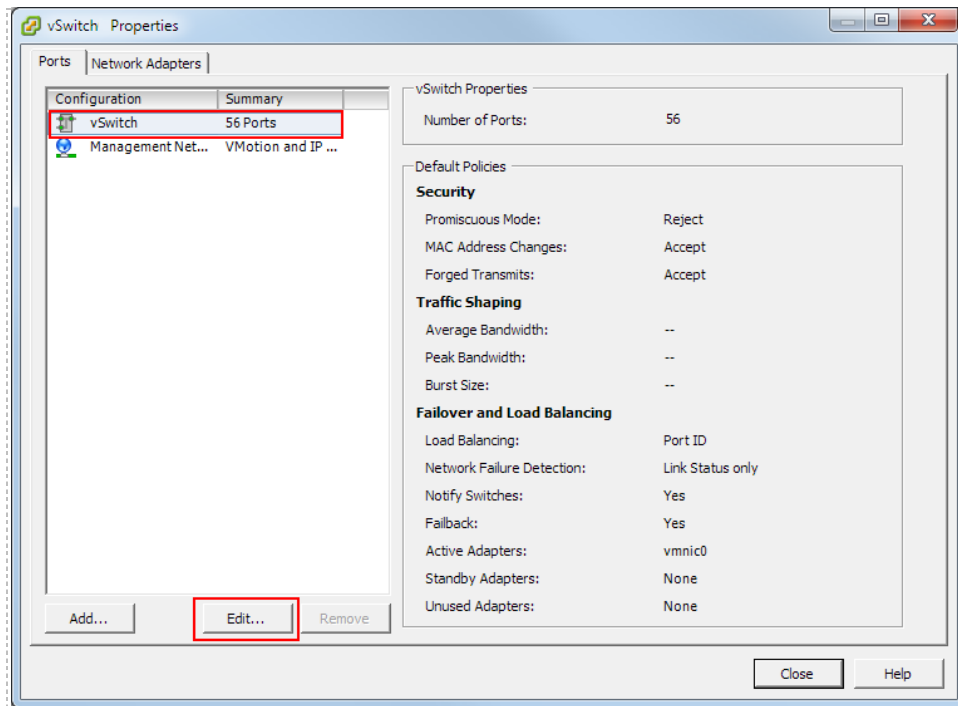 vSwitch Properties
Ports Network Adapters
Configuration Summary
vSwitch 56 Ports
Management Net... VMotion and IP ...
Add... Edit... Remove
vSwitch Properties
Number of Ports: 56
Default Policies
Security
Promiscuous Mode: Reject
MAC Address Changes: Accept
Forged Transmits: Accept
Traffic Shaping
Average Bandwidth: --
Peak Bandwidth: --
Burst Size: --
Failover and Load Balancing
Load Balancing: Port ID
Network Failure Detection: Link Status only
Notify Switches: Yes
Failback: Yes
Active Adapters: vmnic0
Standby Adapters: None
Unused Adapters: None
Close Help